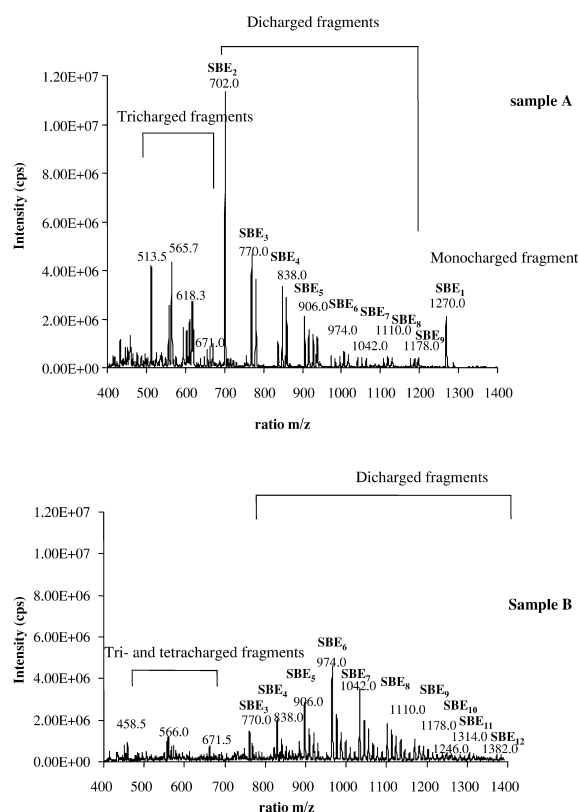 Dicharged fragments
1.20E+07
SBE2
702.0
sample A
1.00E+07
Tricharged fragments
8.00E+06
Intensity (cps)
6.00E+06
513.5
565.7
SBE3
770.0
SBE4
838.0
Monocharged fragment
4.00E+06
618.3
SBE5
906.0
SBE1
1270.0
2.00E+06
671.0
SBE6
974.0
SBE7
1042.0
SBE8
1110.0
SBE9
1178.0
0.00E+00
400 500 600 700 800 900 1000 1100 1200 1300 1400
ratio m/z
Dicharged fragments
1.20E+07
1.00E+07
8.00E+06
Sample B
Intensity (cps)
6.00E+06
Tri- and tetracharged fragments
SBE6
974.0
4.00E+06
SBE3
770.0
SBE4
838.0
SBE5
906.0
SBE7
1042.0
SBE8
1110.0
SBE9
1178.0
SBE10
1246.0
SBE11
1314.0
SBE12
1382.0
2.00E+06
458.5
566.0
671.5
0.00E+00
400 500 600 700 800 900 1000 1100 1200 1300 1400
ratio m/z